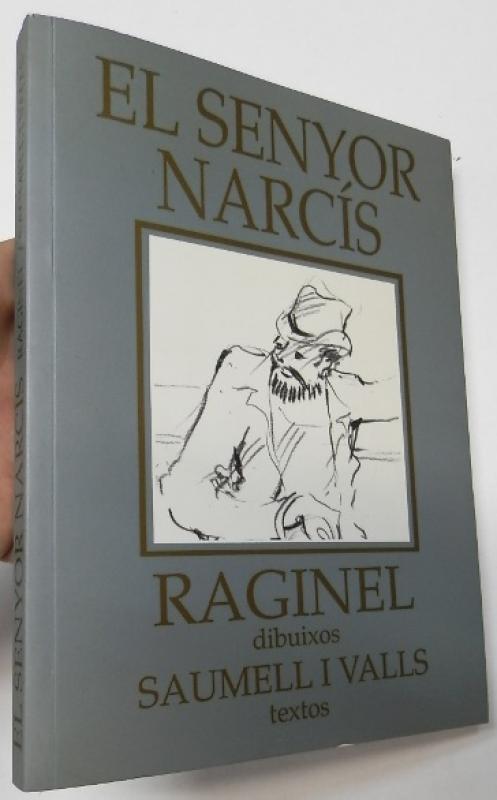 EL SENYOR
NARCÍS
RAGINEL
dibuixos
SAUMELL I VALLS
textos
EL SENYOR NARCÍS